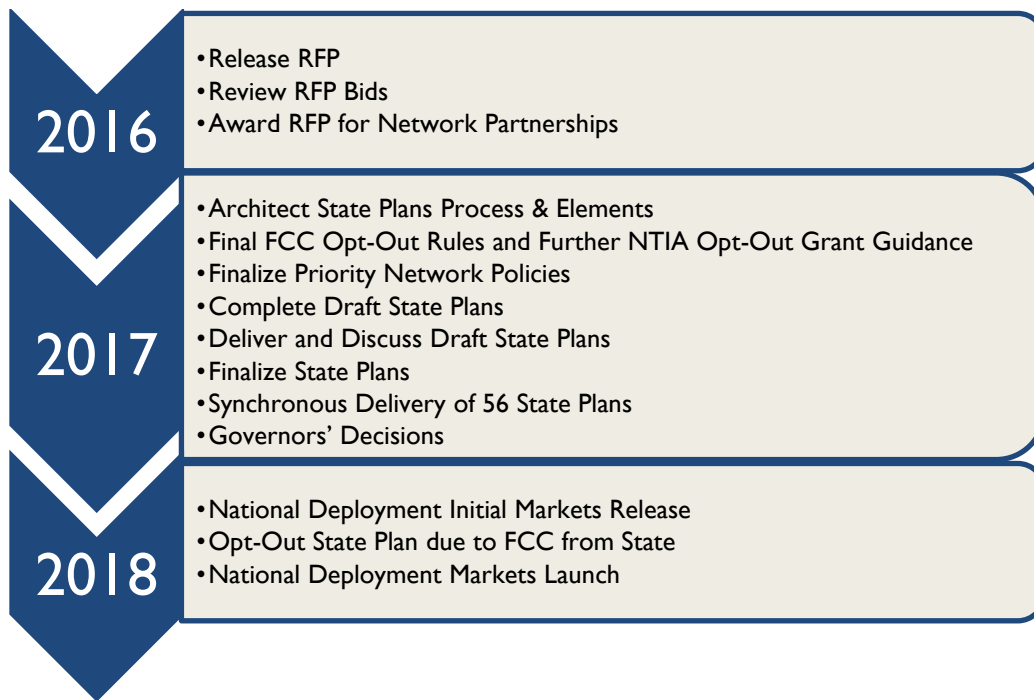 2016
•Release RFP
•Review RFP Bids
•Award RFP for Network Partnerships
2017
•Architect State Plans Process & Elements
•Final FCC Opt-Out Rules and Further NTIA Opt-Out Grant Guidance
•Finalize Priority Network Policies
•Complete Draft State Plans
•Deliver and Discuss Draft State Plans
•Finalize State Plans
•Synchronous Delivery of 56 State Plans
•Governors’ Decisions
2018
•National Deployment Initial Markets Release
•Opt-Out State Plan due to FCC from State
•National Deployment Markets Launch